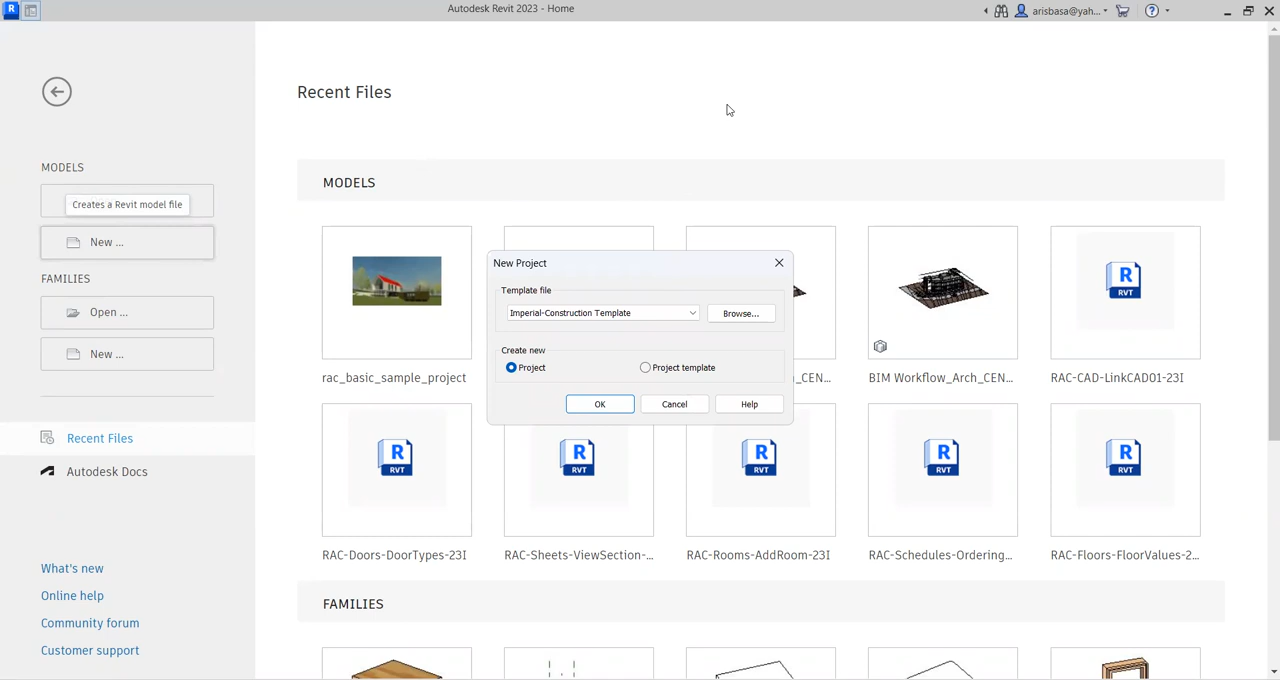 R
Autodesk Revit 2023 - Home
arisbasa@yah...
?
Recent Files
MODELS
Creates a Revit model file
New ...
FAMILIES
Open ...
New ...
Recent Files
Autodesk Docs
What's new
Online help
Community forum
Customer support
MODELS
New Project
Template file
Imperial-Construction Template
Browse...
Create new
Project
Project template
OK
Cancel
Help
R
RVT
rac_basic_sample_project
_CEN...
BIM Workflow_Arch_CEN...
RAC-CAD-LinkCAD01-23I
R
RVT
R
RVT
R
RVT
R
RVT
R
RVT
RAC-Doors-DoorTypes-23I
RAC-Sheets-ViewSection-...
RAC-Rooms-AddRoom-23I
RAC-Schedules-Ordering...
RAC-Floors-FloorValues-2...
FAMILIES